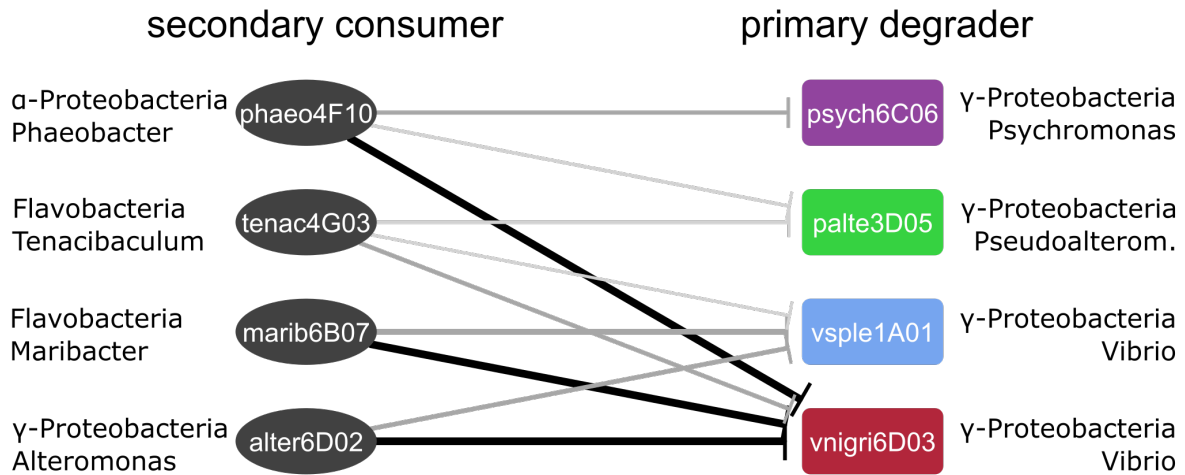 secondary consumer
primary degrader
α-Proteobacteria
Phaeobacter
phaeo4F10
psych6C06
γ-Proteobacteria
Psychromonas
Flavobacteria
Tenacibaculum
tenac4G03
palte3D05
γ-Proteobacteria
Pseudoalterom.
Flavobacteria
Maribacter
marib6B07
vsple1A01
γ-Proteobacteria
Vibrio
γ-Proteobacteria
Alteromonas
alter6D02
vnigri6D03
γ-Proteobacteria
Vibrio